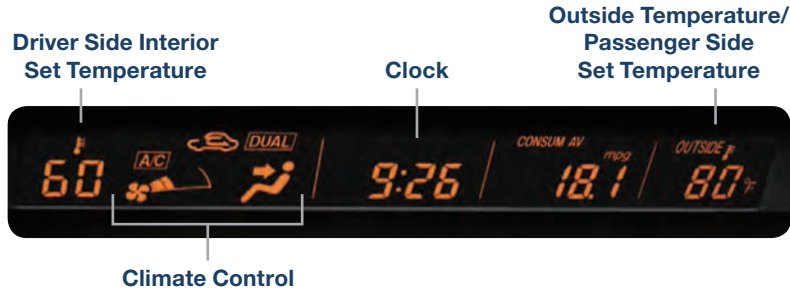 Outside Temperature/
Passenger Side
Set Temperature
Driver Side Interior
Set Temperature
Clock
60
A/C
DUAL
9:26
CONSUM AV
18.1 mpg
OUTSIDE
80°F
Climate Control